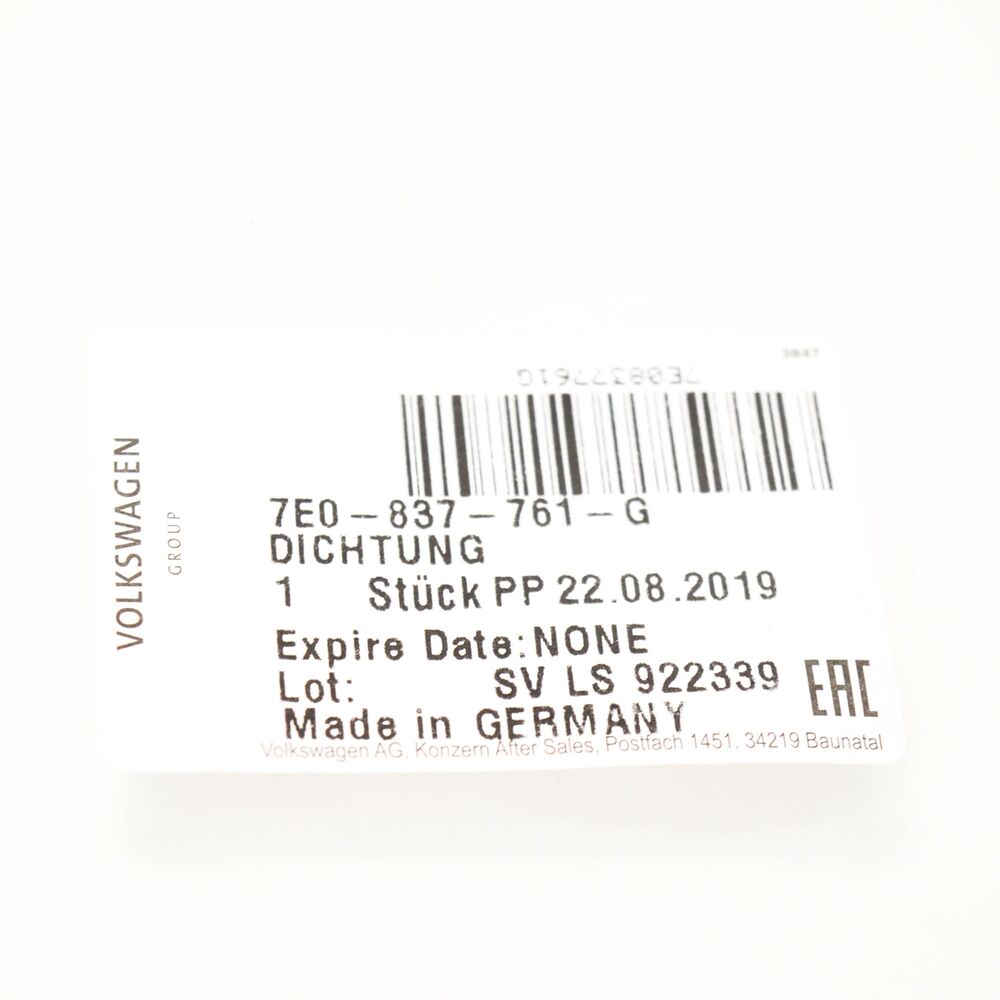 3847
7E0837761G
7E0-837-761-G
DICHTUNG
1 Stück PP 22.08.2019
Expire Date:NONE
Lot: SV LS 922339
Made in GERMANY
EAC
Volkswagen AG, Konzern After Sales, Postfach 1451, 34219 Baunatal
VOLKSWAGEN
GROUP